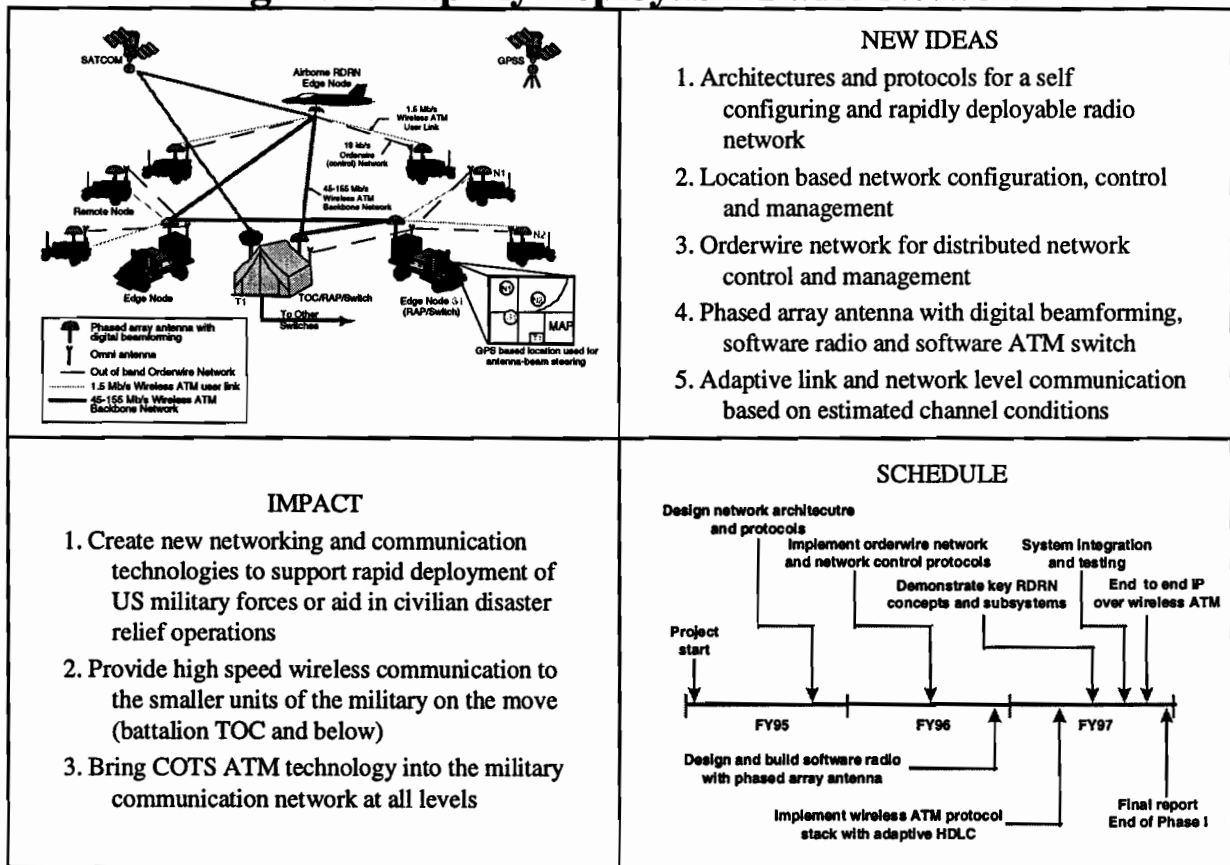 SATCOM
GPSS
Airborne RDRN
Edge Node
1.5 Mb/s
Wireless ATM
User Link
Orderwire
(control) Network
N1
45-155 Mb/s
Wireless ATM
Backbone Network
Remote Node
N2
Edge Node
T1
TOC/RAP/Switch
To Other
Switches
Edge Node
(RAP/Switch)
N1
MAP
GPS based location used for
antenna-beam steering
Phased array antenna with
digital beamforming
Omni antenna
Out of band Orderwire Network
1.5 Mb/s Wireless ATM user link
45-155 Mb/s Wireless ATM
Backbone Network
NEW IDEAS
1. Architectures and protocols for a self
configuring and rapidly deployable radio
network
2. Location based network configuration, control
and management
3. Orderwire network for distributed network
control and management
4. Phased array antenna with digital beamforming,
software radio and software ATM switch
5. Adaptive link and network level communication
based on estimated channel conditions
IMPACT
1. Create new networking and communication
technologies to support rapid deployment of
US military forces or aid in civilian disaster
relief operations
2. Provide high speed wireless communication to
the smaller units of the military on the move
(battalion TOC and below)
3. Bring COTS ATM technology into the military
communication network at all levels
SCHEDULE
Design network architecutre
and protocols
Implement orderwire network
and network control protocols
System integration
and testing
Demonstrate key RDRN
concepts and subsystems
End to end IP
over wireless ATM
Project
start
FY95
FY96
FY97
Design and build software radio
with phased array antenna
Implement wireless ATM protocol
stack with adaptive HDLC
Final report
End of Phase I